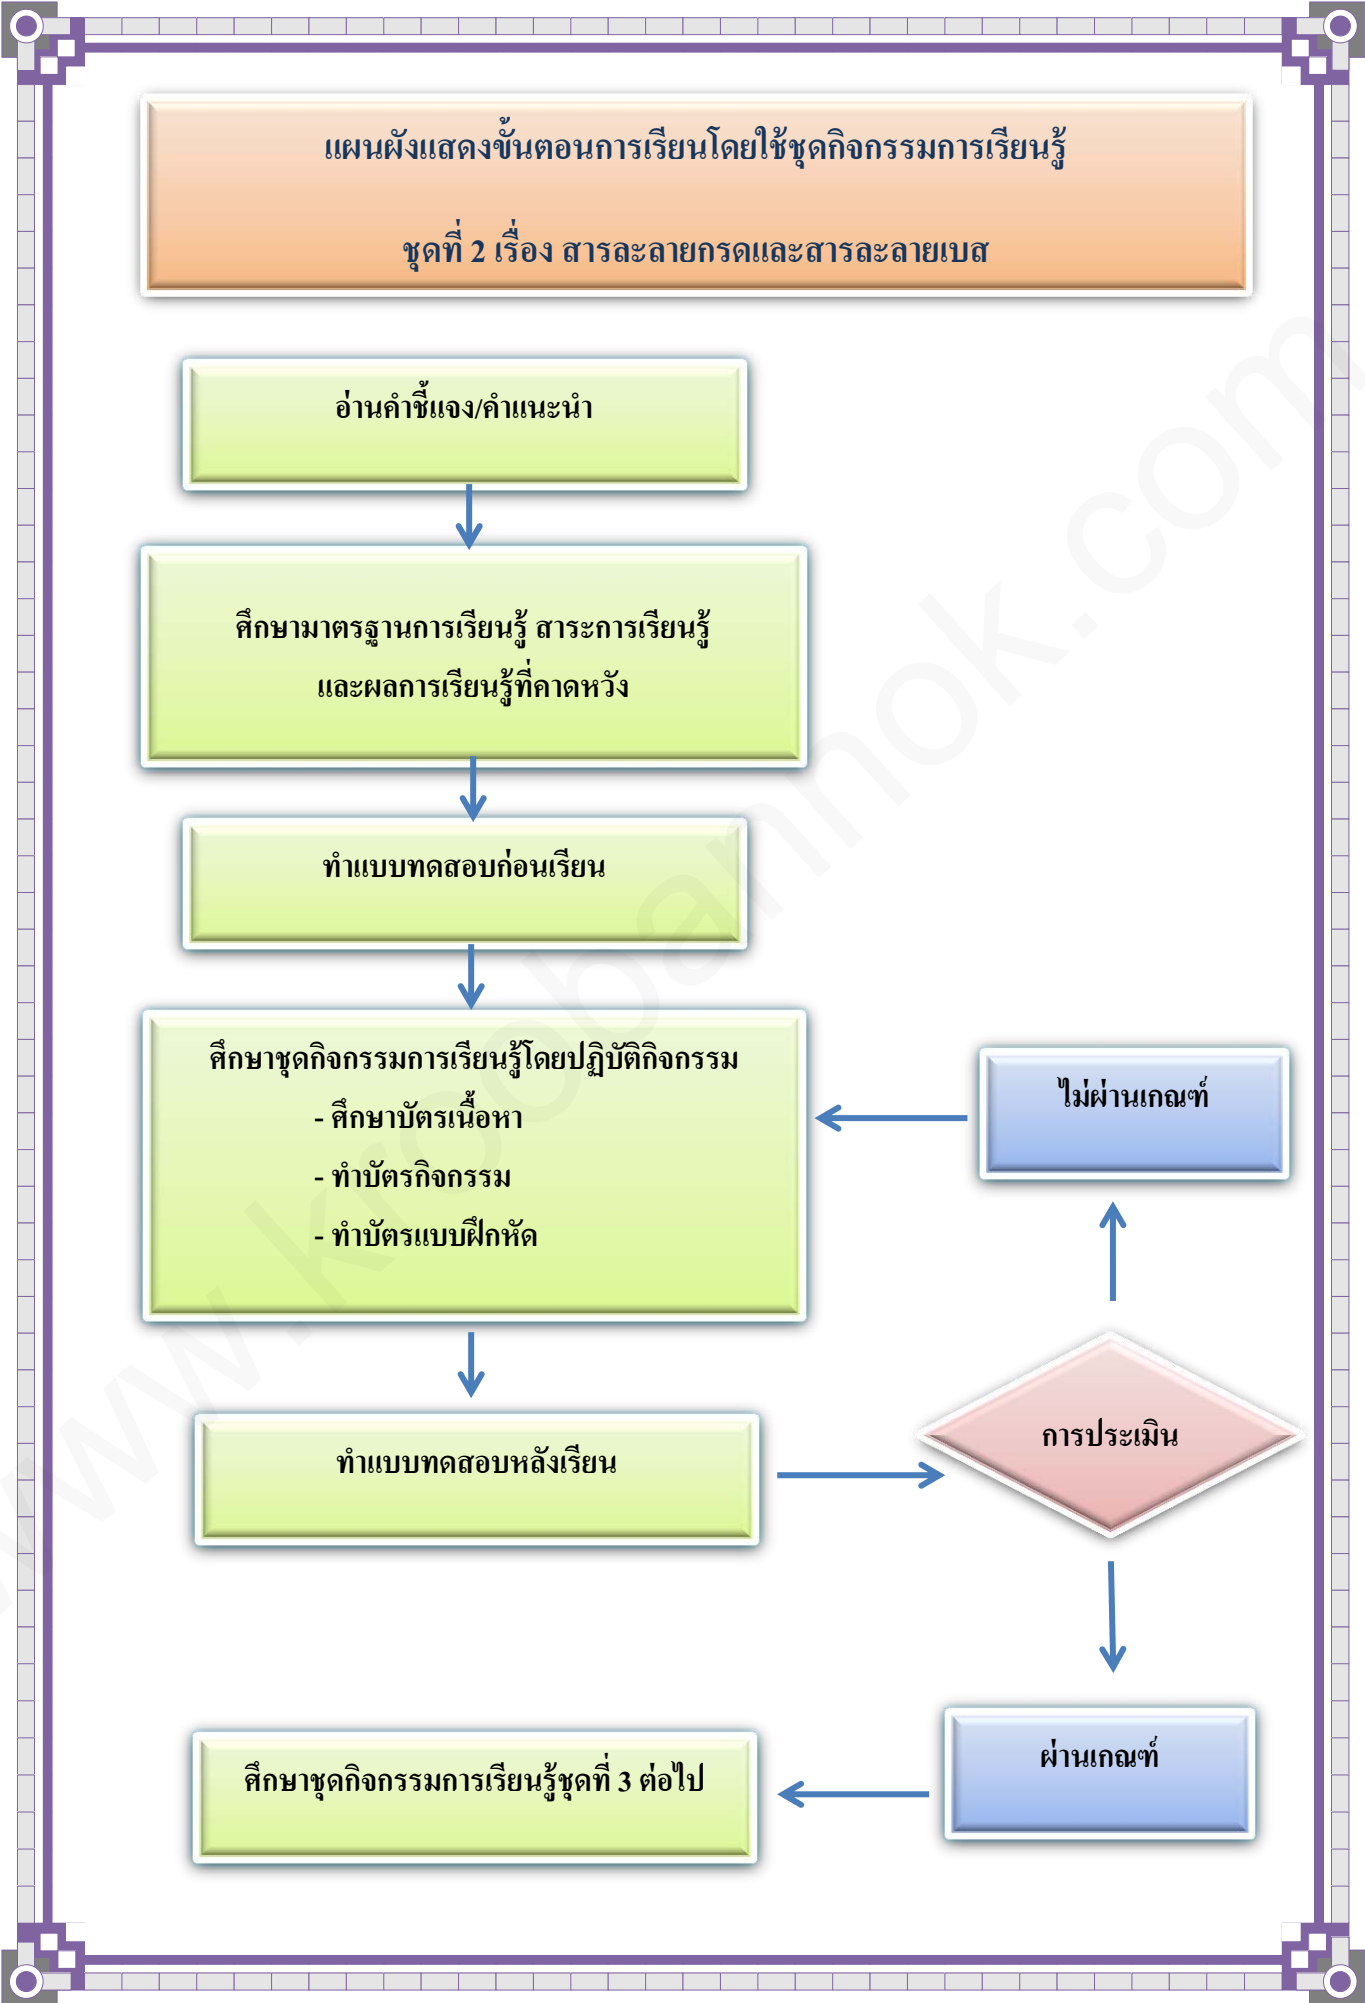 แผนผังแสดงขั้นตอนการเรียนโดยใช้ชุดกิจกรรมการเรียนรู้
ชุดที่ 2 เรื่อง สารละลายกรดและสารละลายเบส
อ่านคำชี้แจง/คำแนะนำ
ศึกษามาตรฐานการเรียนรู้ สาระการเรียนรู้
และผลการเรียนรู้ที่คาดหวัง
ทำแบบทดสอบก่อนเรียน
ศึกษาชุดกิจกรรมการเรียนรู้โดยปฏิบัติกิจกรรม
- ศึกษาบัตรเนื้อหา
- ทำบัตรกิจกรรม
- ทำบัตรแบบฝึกหัด
ไม่ผ่านเกณฑ์
การประเมิน
ทำแบบทดสอบหลังเรียน
ผ่านเกณฑ์
ศึกษาชุดกิจกรรมการเรียนรู้ชุดที่ 3 ต่อไป
www.kroobannok.com